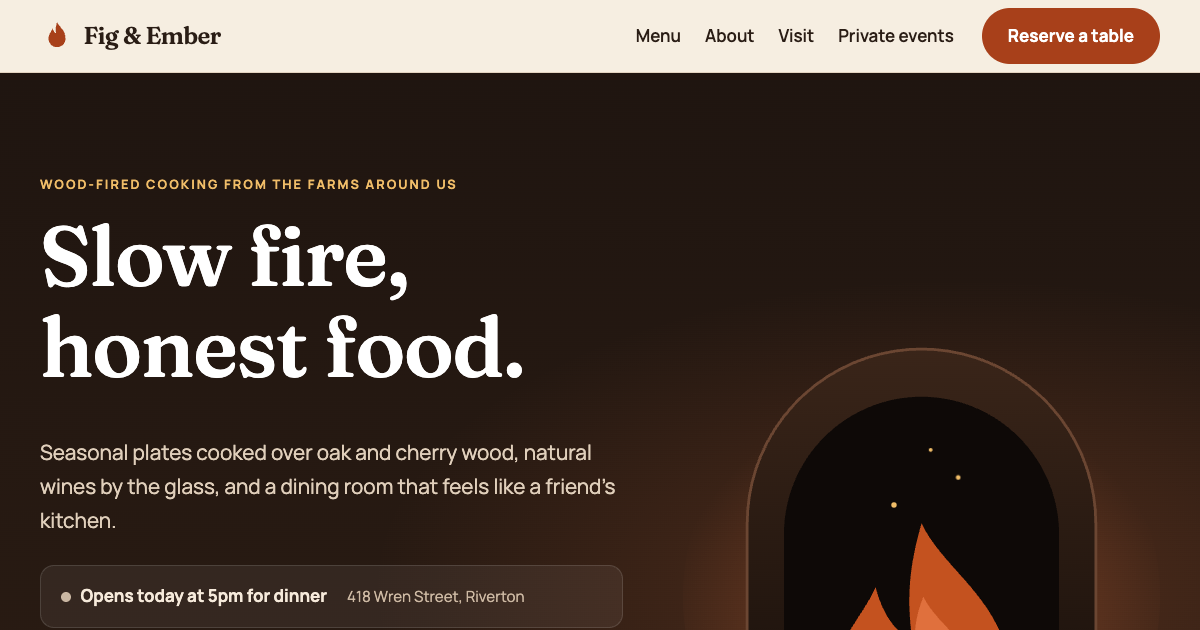 Fig & Ember
Menu About Visit Private events Reserve a table
WOOD-FIRED COOKING FROM THE FARMS AROUND US
Slow fire,
honest food.
Seasonal plates cooked over oak and cherry wood, natural
wines by the glass, and a dining room that feels like a friend's
kitchen.
Opens today at 5pm for dinner 418 Wren Street, Riverton